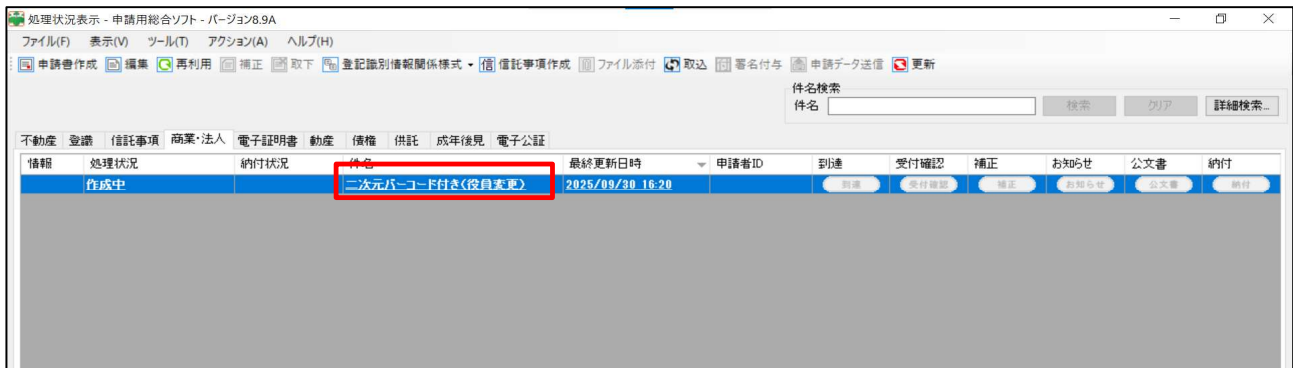 処理状況表示 - 申請用総合ソフト - バージョン8.9A
ファイル(F) 表示(V) ツール(T) アクション(A) ヘルプ(H)
申請書作成 編集 再利用 補正 取下 登記識別情報関係様式 信 信託事項作成 ファイル添付 取込 署名付与 申請データ送信 更新
件名検索
件名 検索 クリア 詳細検索...
不動産 登識 信託事項 商業・法人 電子証明書 動産 債権 供託 成年後見 電子公証
情報 処理状況 納付状況 件名 最終更新日時 申請者ID 到達 受付確認 補正 お知らせ 公文書 納付
作成中 二次元バーコード付き(役員変更) 2025/09/30 16:20 到達 受付確認 補正 お知らせ 公文書 納付